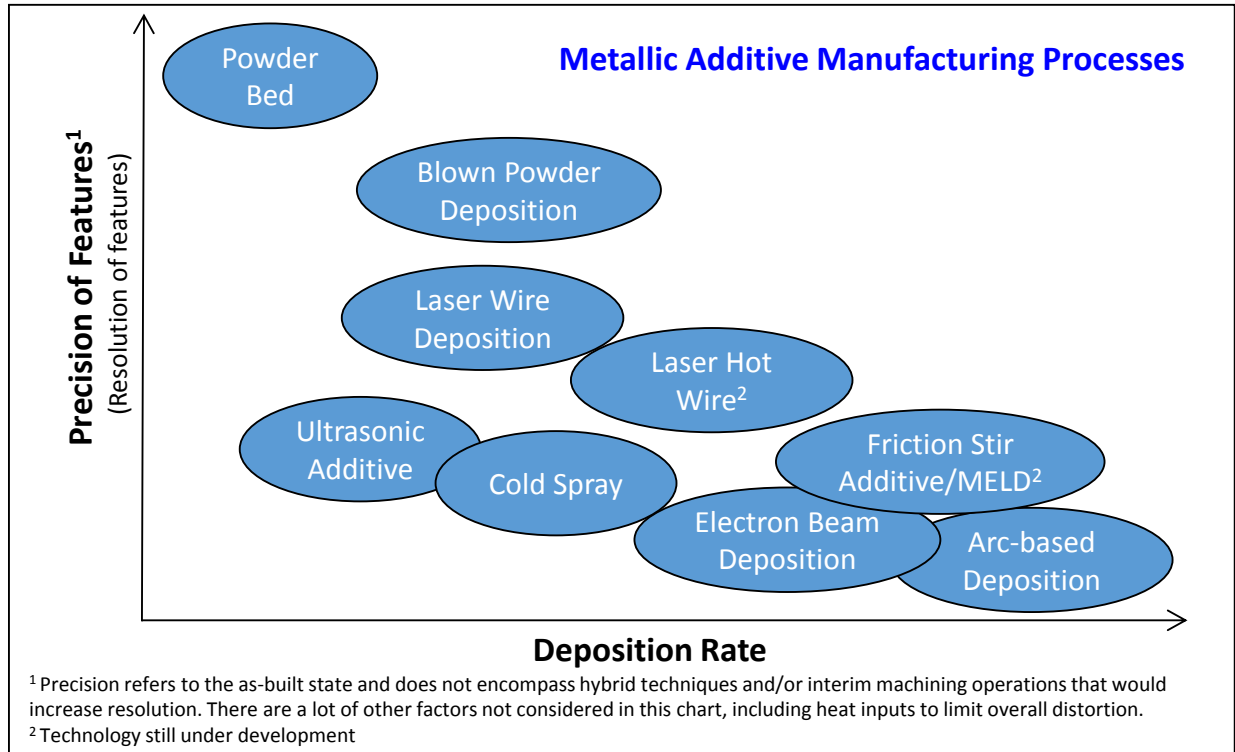 Metallic Additive Manufacturing Processes
Powder
Bed
Blown Powder
Deposition
Laser Wire
Deposition
Laser Hot
Wire²
Ultrasonic
Additive
Cold Spray
Friction Stir
Additive/MELD²
Electron Beam
Deposition
Arc-based
Deposition
Precision of Features¹
(Resolution of features)
Deposition Rate
¹ Precision refers to the as-built state and does not encompass hybrid techniques and/or interim machining operations that would
increase resolution. There are a lot of other factors not considered in this chart, including heat inputs to limit overall distortion.
² Technology still under development